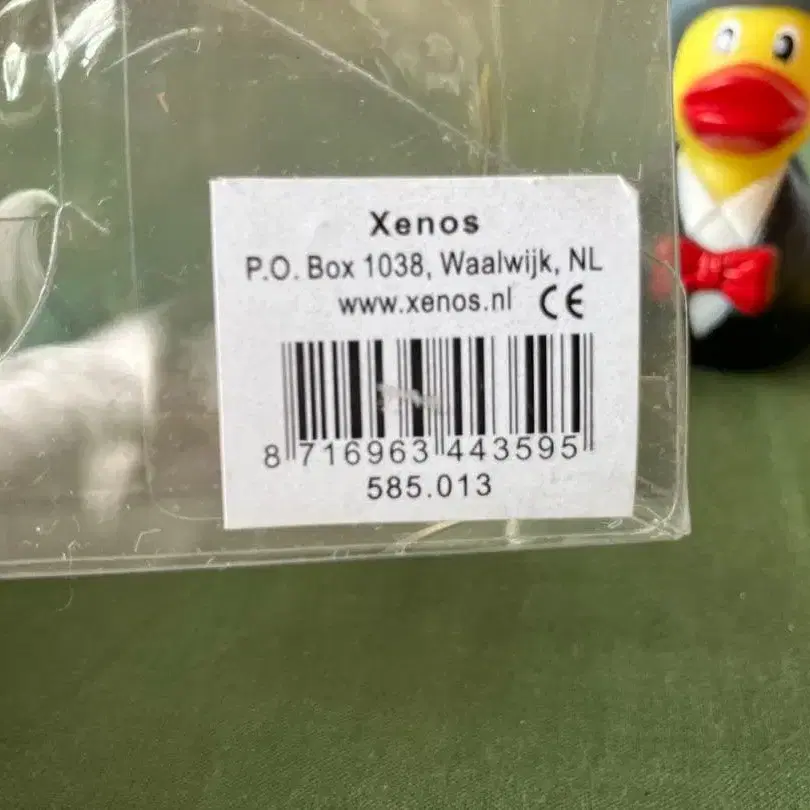 Xenos
P.O. Box 1038, Waalwijk, NL
www.xenos.nl CE
8 716963 443595
585.013